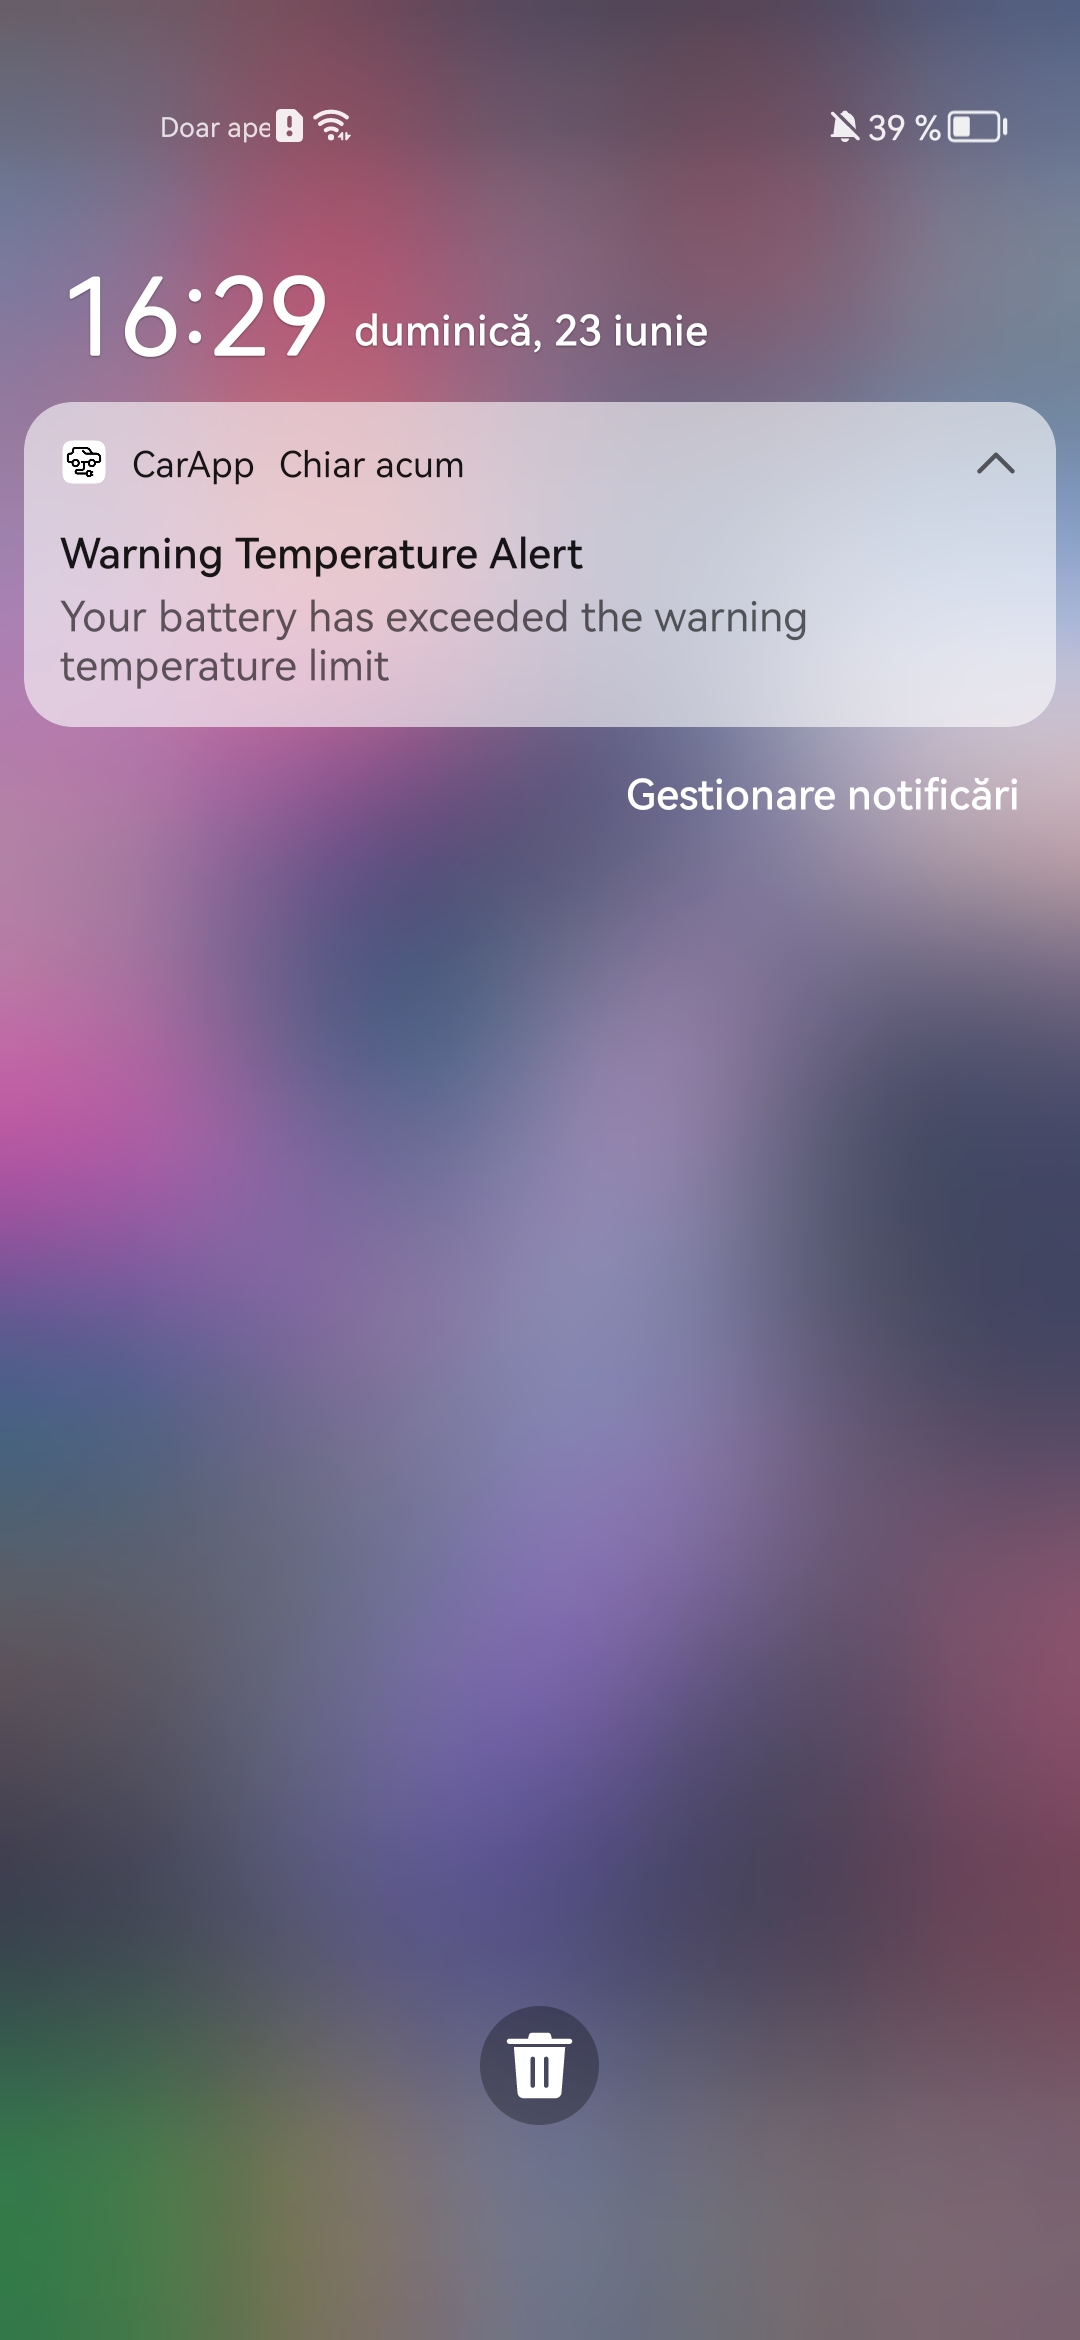 Doar ape
39 %
16:29 duminică, 23 iunie
CarApp Chiar acum
Warning Temperature Alert
Your battery has exceeded the warning
temperature limit
Gestionare notificări